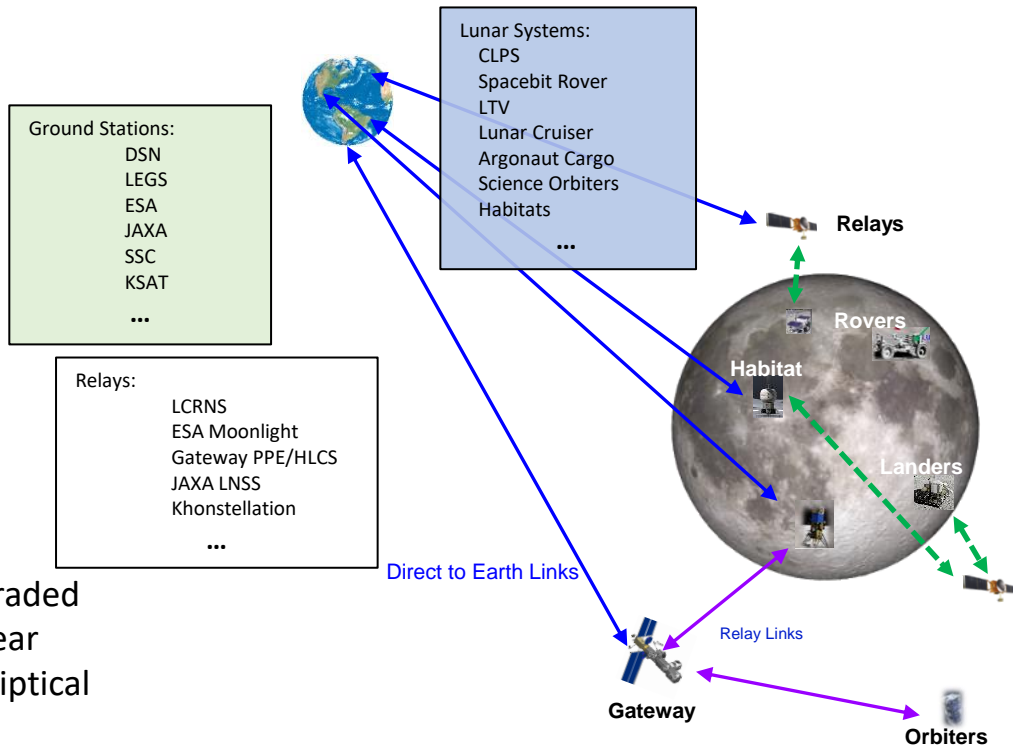 Lunar Systems:
CLPS
Spacebit Rover
LTV
Lunar Cruiser
Argonaut Cargo
Science Orbiters
Habitats
...
Ground Stations:
DSN
LEGS
ESA
JAXA
SSC
KSAT
...
Relays
Rovers
Habitat
Landers
Relays:
LCRNS
ESA Moonlight
Gateway PPE/HLCS
JAXA LNSS
Khonstellation
...
Direct to Earth Links
raded
ear
iptical
Relay Links
Gateway
Orbiters